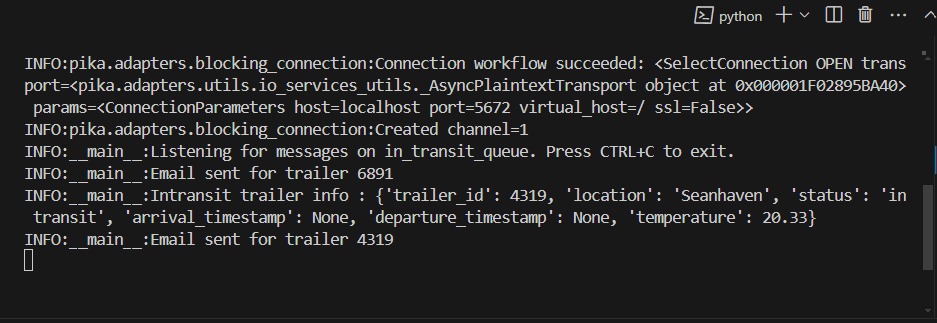 python
INFO:pika.adapters.blocking_connection:Connection workflow succeeded: <SelectConnection OPEN trans
port=<pika.adapters.utils.io_services_utils._AsyncPlaintextTransport object at 0x000001F02895BA40>
 params=<ConnectionParameters host=localhost port=5672 virtual_host=/ ssl=False>>
INFO:pika.adapters.blocking_connection:Created channel=1
INFO:__main__:Listening for messages on in_transit_queue. Press CTRL+C to exit.
INFO:__main__:Email sent for trailer 6891
INFO:__main__:Intransit trailer info : {'trailer_id': 4319, 'location': 'Seanhaven', 'status': 'in
 transit', 'arrival_timestamp': None, 'departure_timestamp': None, 'temperature': 20.33}
INFO:__main__:Email sent for trailer 4319